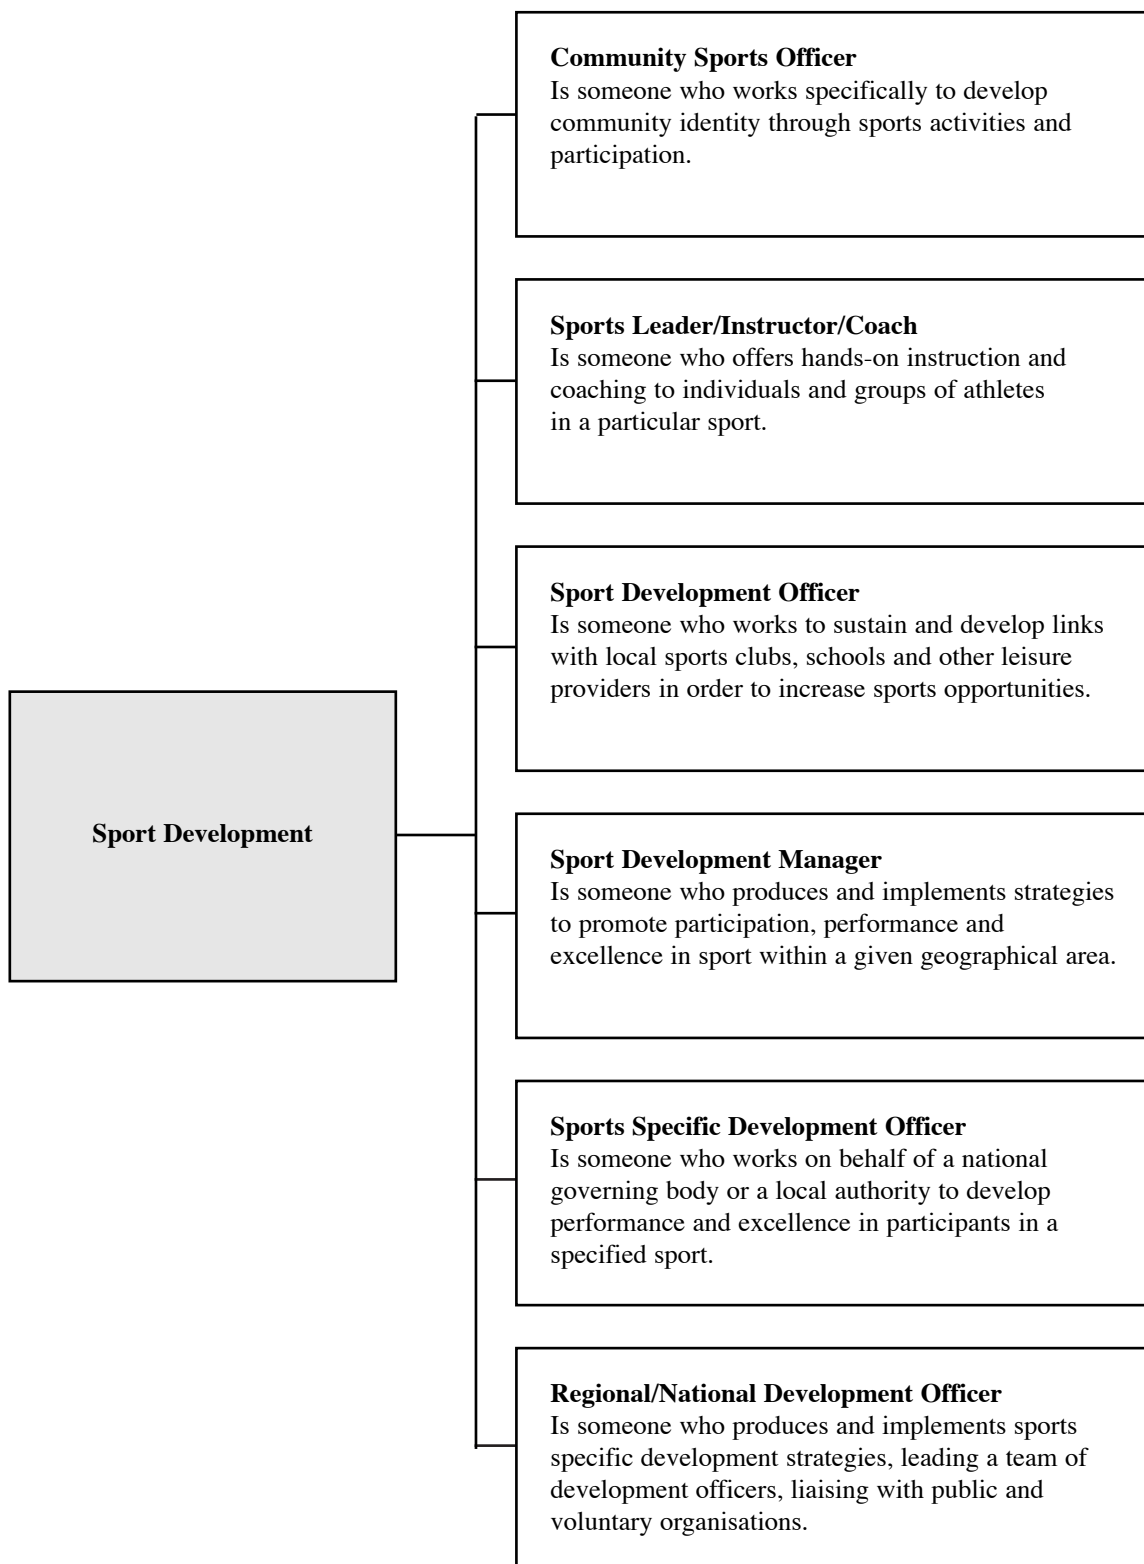 Community Sports Officer
Is someone who works specifically to develop
community identity through sports activities and
participation.
Sports Leader/Instructor/Coach
Is someone who offers hands-on instruction and
coaching to individuals and groups of athletes
in a particular sport.
Sport Development Officer
Is someone who works to sustain and develop links
with local sports clubs, schools and other leisure
providers in order to increase sports opportunities.
Sport Development
Sport Development Manager
Is someone who produces and implements strategies
to promote participation, performance and
excellence in sport within a given geographical area.
Sports Specific Development Officer
Is someone who works on behalf of a national
governing body or a local authority to develop
performance and excellence in participants in a
specified sport.
Regional/National Development Officer
Is someone who produces and implements sports
specific development strategies, leading a team of
development officers, liaising with public and
voluntary organisations.